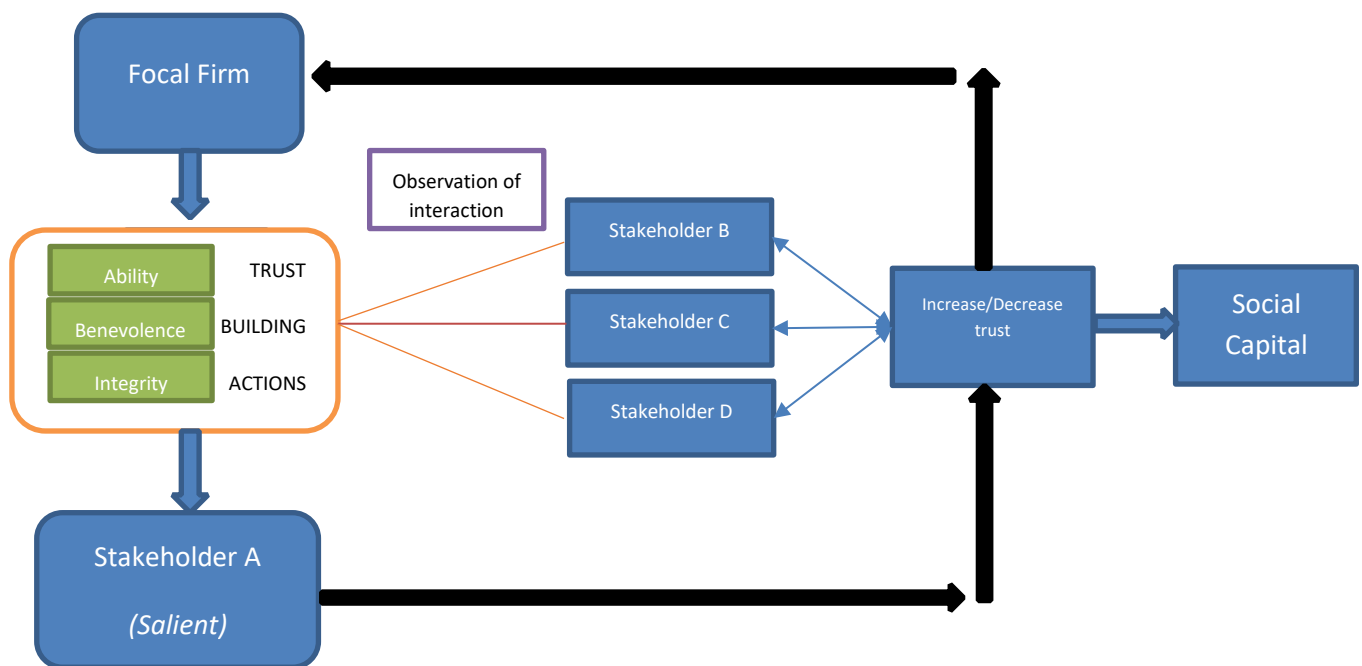 Focal Firm
Observation of
interaction
Stakeholder B
Ability
TRUST
Benevolence
BUILDING
Integrity
ACTIONS
Stakeholder C
Stakeholder D
Increase/Decrease
trust
Social
Capital
Stakeholder A
(Salient)